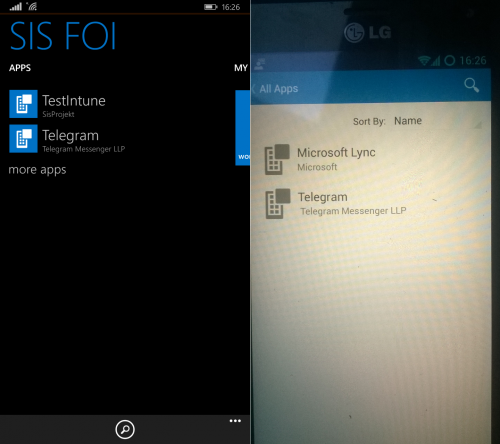 16:26
SIS FOI
APPS
MY
TestIntune
SisProjekt
Telegram
Telegram Messenger LLP
more apps
LG
16:26
All Apps
Sort By: Name
Microsoft Lync
Microsoft
Telegram
Telegram Messenger LLP